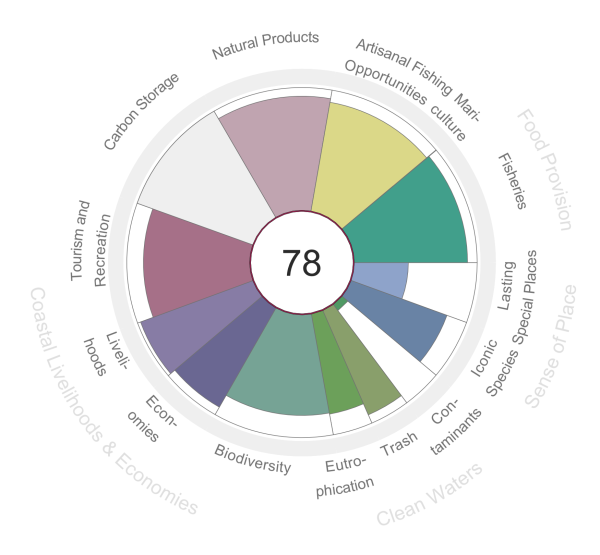 Natural Products
Artisanal Fishing
Opportunities
Mari-
culture
Fisheries
Food Provision
Lasting
Special Places
Iconic
Species
Sense of Place
Con-
taminants
Trash
Eutro-
phication
Clean Waters
Biodiversity
Econ-
omies
Liveli-
hoods
Coastal Livelihoods & Economies
Tourism and
Recreation
Carbon Storage
78